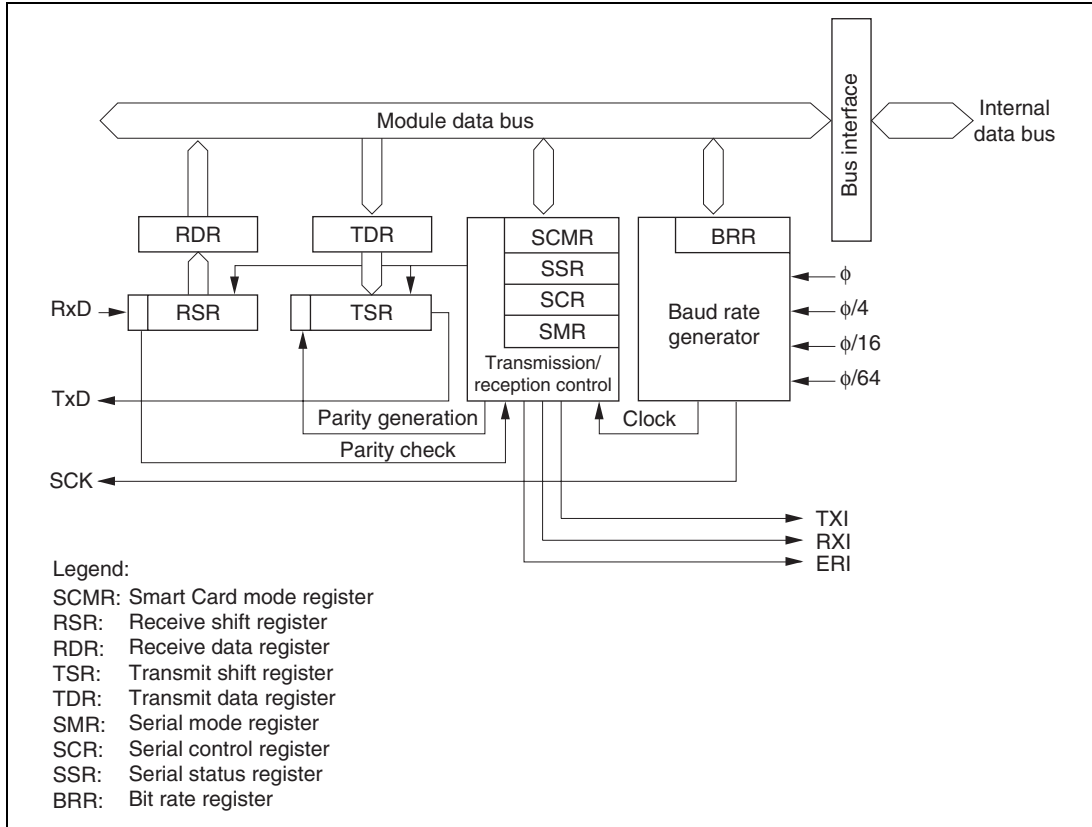 Bus interface
Internal
data bus
Module data bus
RDR
TDR
SCMR
SSR
SCR
SMR
Transmission/
reception control
BRR
Baud rate
generator
φ
φ/4
φ/16
φ/64
RxD
RSR
TSR
TxD
Parity generation
Parity check
Clock
SCK
TXI
RXI
ERI
Legend:
SCMR: Smart Card mode register
RSR: Receive shift register
RDR: Receive data register
TSR: Transmit shift register
TDR: Transmit data register
SMR: Serial mode register
SCR: Serial control register
SSR: Serial status register
BRR: Bit rate register